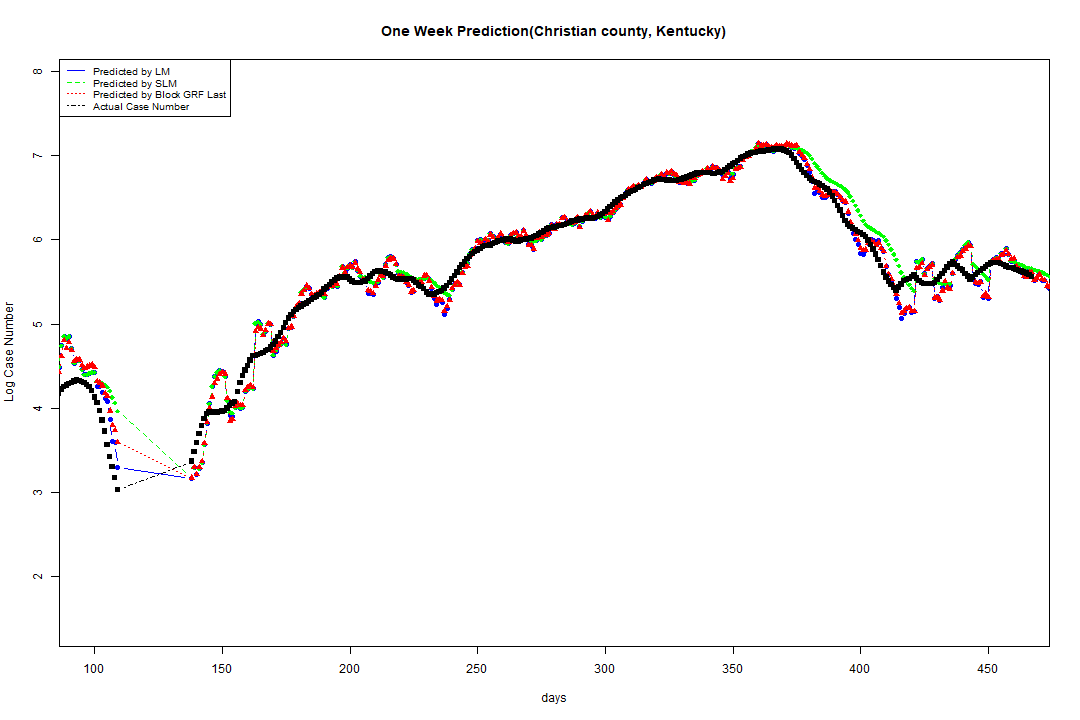 One Week Prediction(Christian county, Kentucky)
Predicted by LM
Predicted by SLM
Predicted by Block GRF Last
Actual Case Number
8
7
6
5
4
3
2
Log Case Number
100 150 200 250 300 350 400 450
days